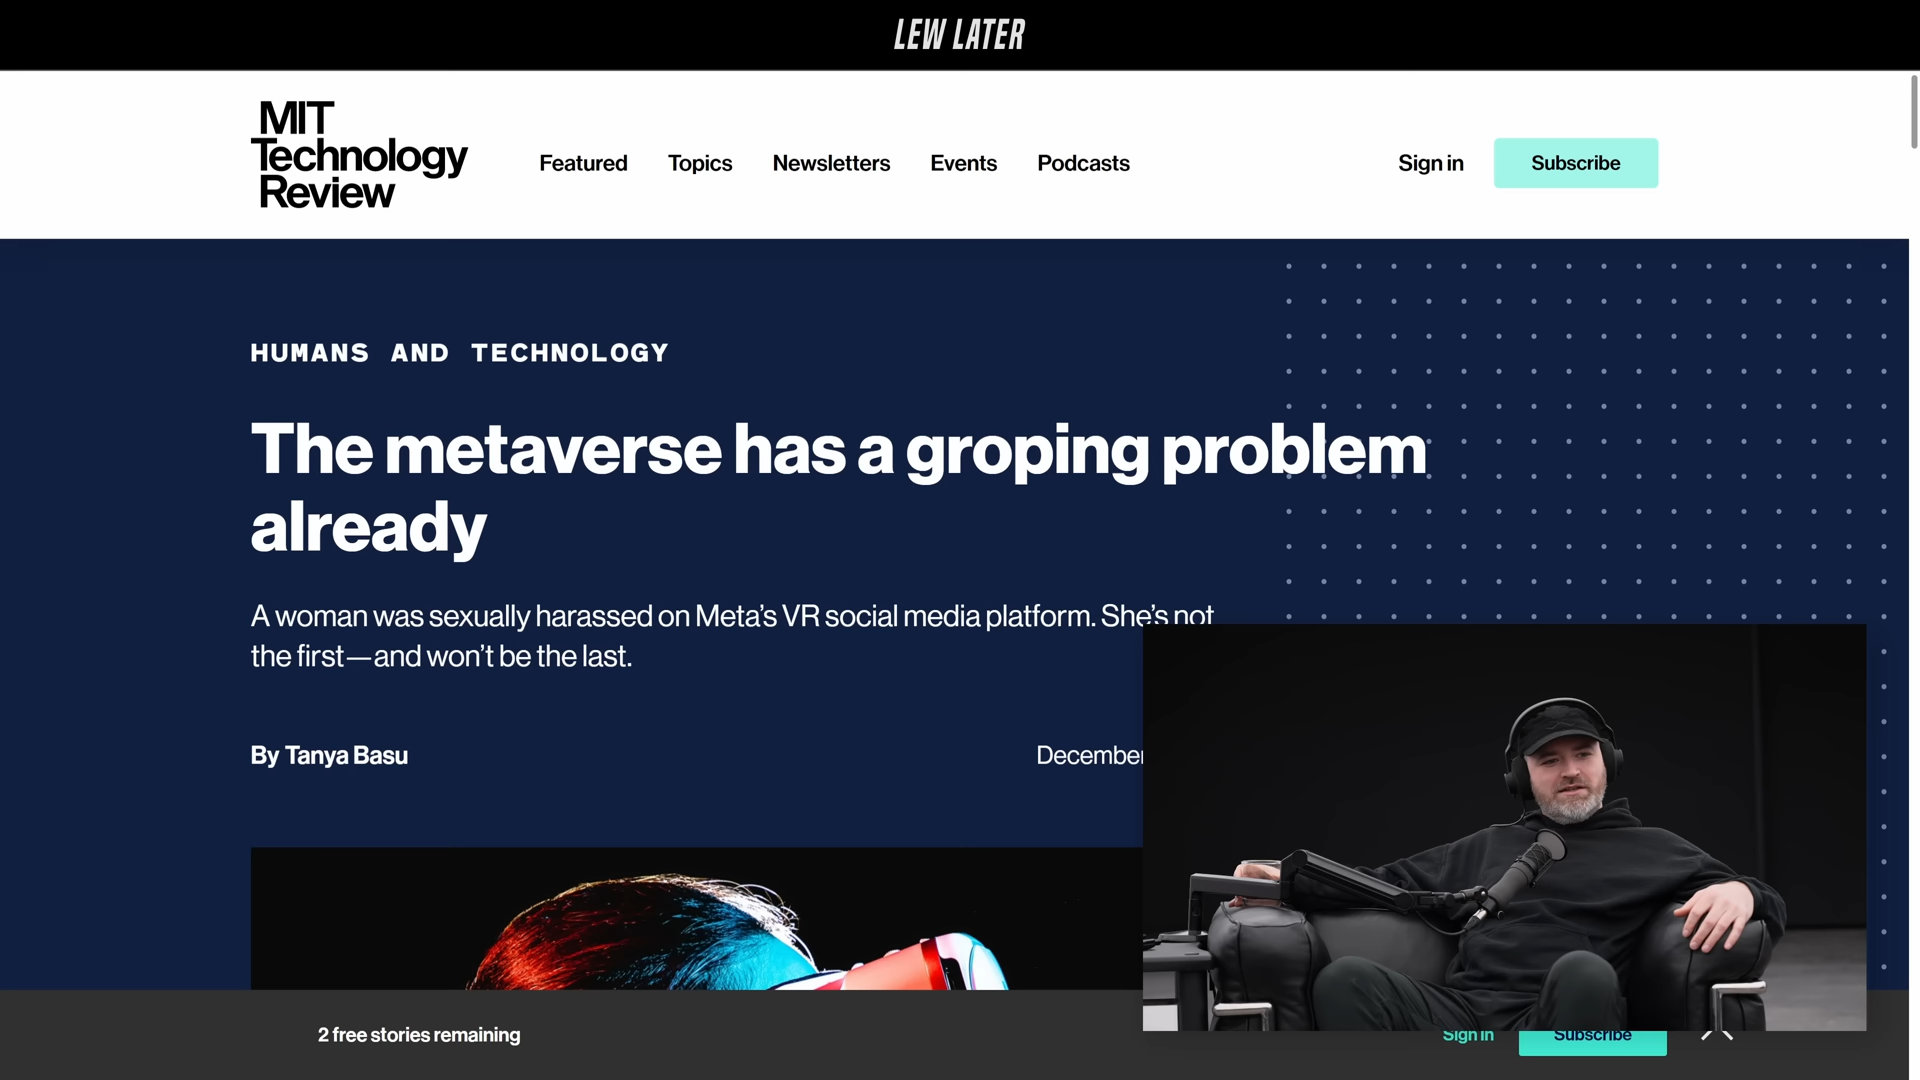 LEW LATER
MIT
Technology
Review
Featured
Topics
Newsletters
Events
Podcasts
Sign in
Subscribe
HUMANS AND TECHNOLOGY
The metaverse has a groping problem
already
A woman was sexually harassed on Meta’s VR social media platform. She’s not
the first—and won’t be the last.
By Tanya Basu
December
2 free stories remaining
Sign in
Subscribe